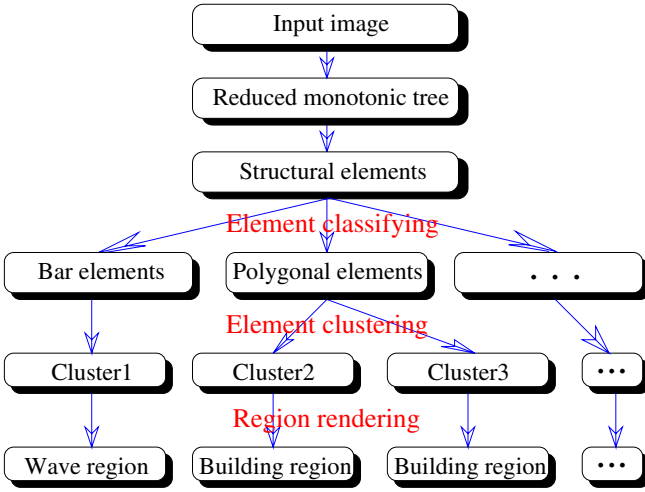 Input image
Reduced monotonic tree
Structural elements
Element classifying
Bar elements
Polygonal elements
. . .
Element clustering
Cluster1
Cluster2
Cluster3
...
Region rendering
Wave region
Building region
Building region
...